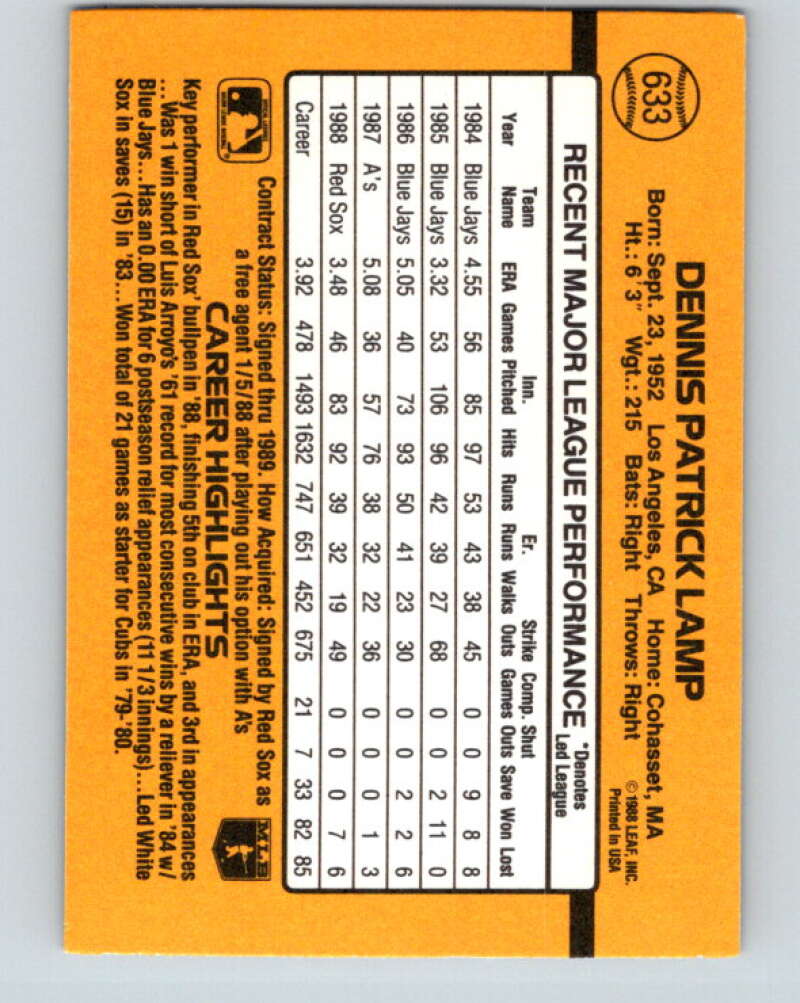 633
DENNIS PATRICK LAMP
Born: Sept. 23, 1952 Los Angeles, CA Home: Cohasset, MA
Ht.: 6'3" Wgt.: 215 Bats: Right Throws: Right
© 1988 LEAF, INC.
Printed in USA
RECENT MAJOR LEAGUE PERFORMANCE
*Denotes
Led League
Team Inn. Er. Strike Comp. Shut
Year Name ERA Games Pitched Hits Runs Runs Walks Outs Games Outs Save Won Lost
1984 Blue Jays 4.55 56 85 97 53 43 38 45 0 0 9 8 8
1985 Blue Jays 3.32 53 106 96 42 39 27 68 0 0 2 11 0
1986 Blue Jays 5.05 40 73 93 50 41 23 30 0 0 2 2 6
1987 A's 5.08 36 57 76 38 32 22 36 0 0 0 1 3
1988 Red Sox 3.48 46 83 92 39 32 19 49 0 0 0 7 6
Career 3.92 478 1493 1632 747 651 452 675 21 7 33 82 85
Contract Status: Signed thru 1989. How Acquired: Signed by Red Sox as
a free agent 1/5/88 after playing out his option with A's
MLB
CAREER HIGHLIGHTS
Key performer in Red Sox' bullpen in '88, finishing 5th on club in ERA, and 3rd in appearances
...Was 1 win short of Luis Arroyo's '61 record for most consecutive wins by a reliever in '84 w/
Blue Jays...Has an 0.00 ERA for 6 postseason relief appearances (11 1/3 innings)...Led White
Sox in saves (15) in '83...Won total of 21 games as starter for Cubs in '79-'80.